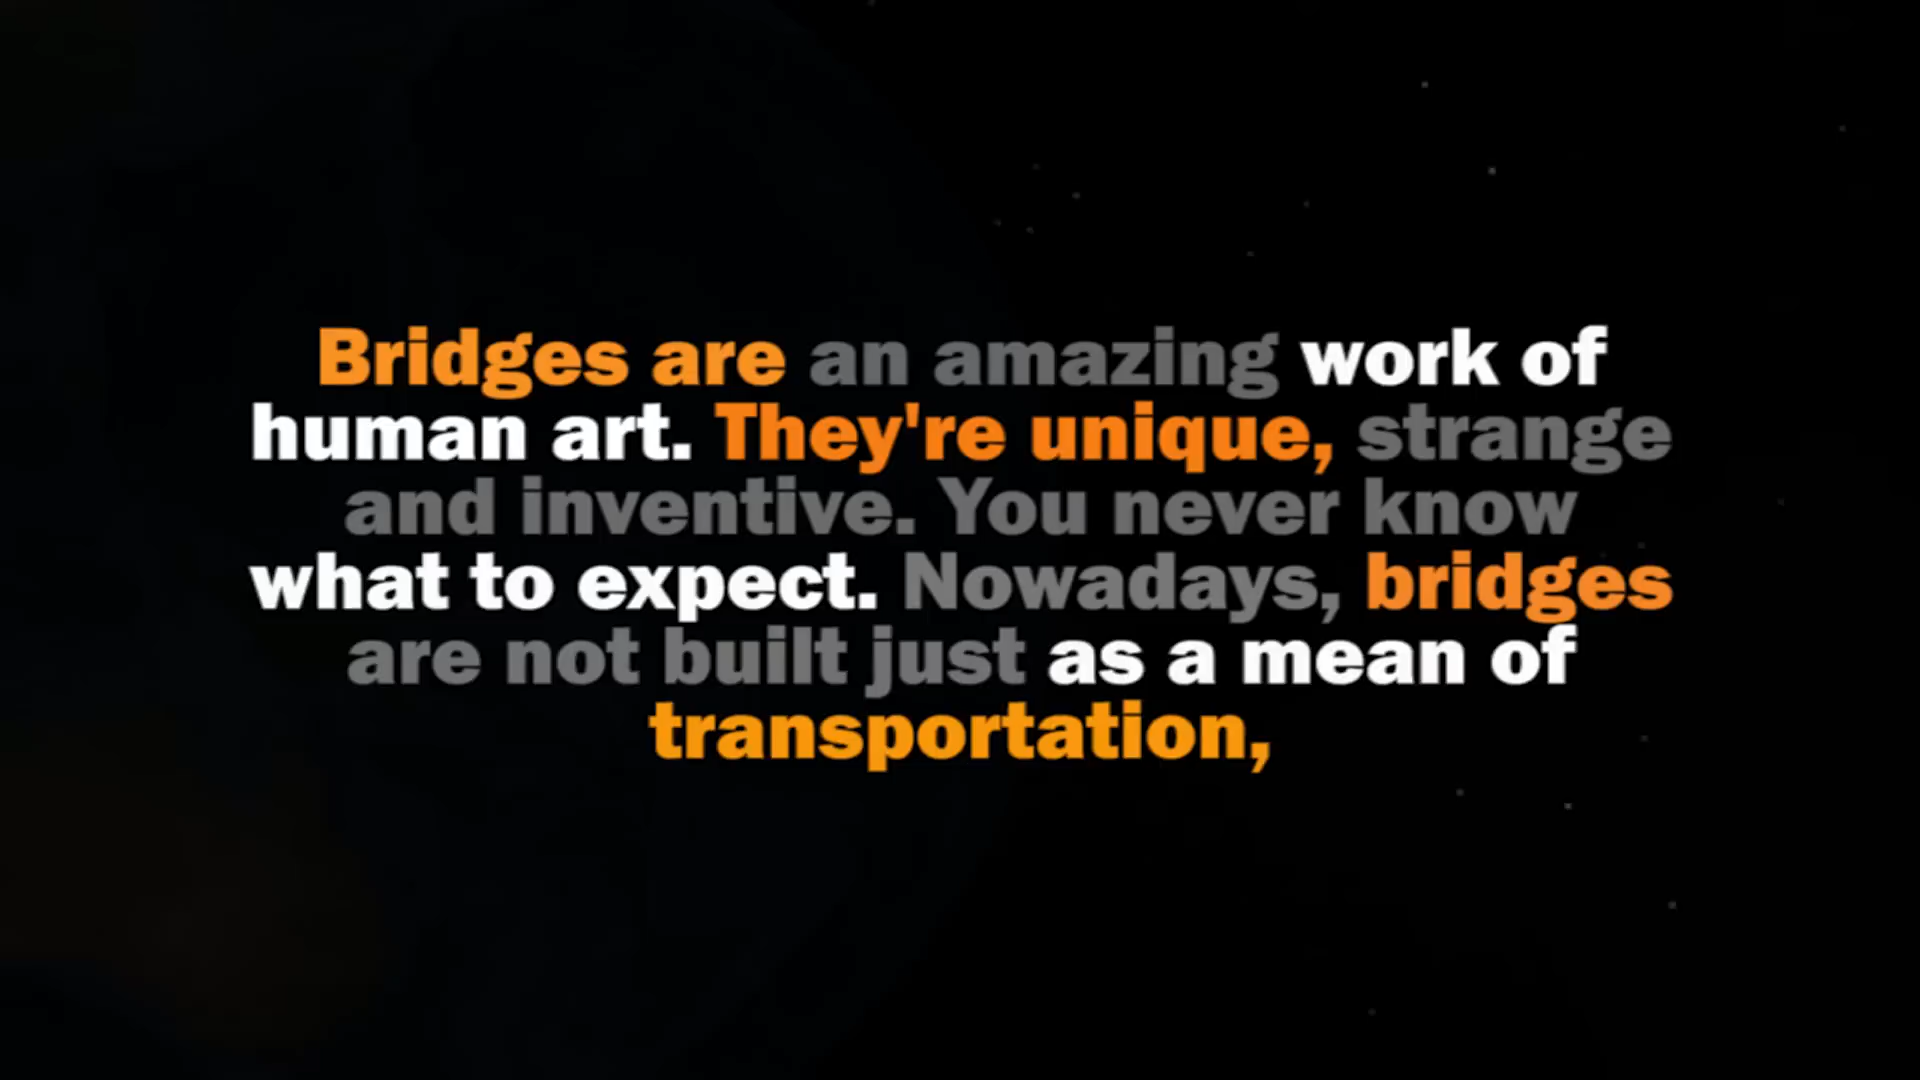 Bridges are an amazing work of
human art. They're unique, strange
and inventive. You never know
what to expect. Nowadays, bridges
are not built just as a mean of
transportation,